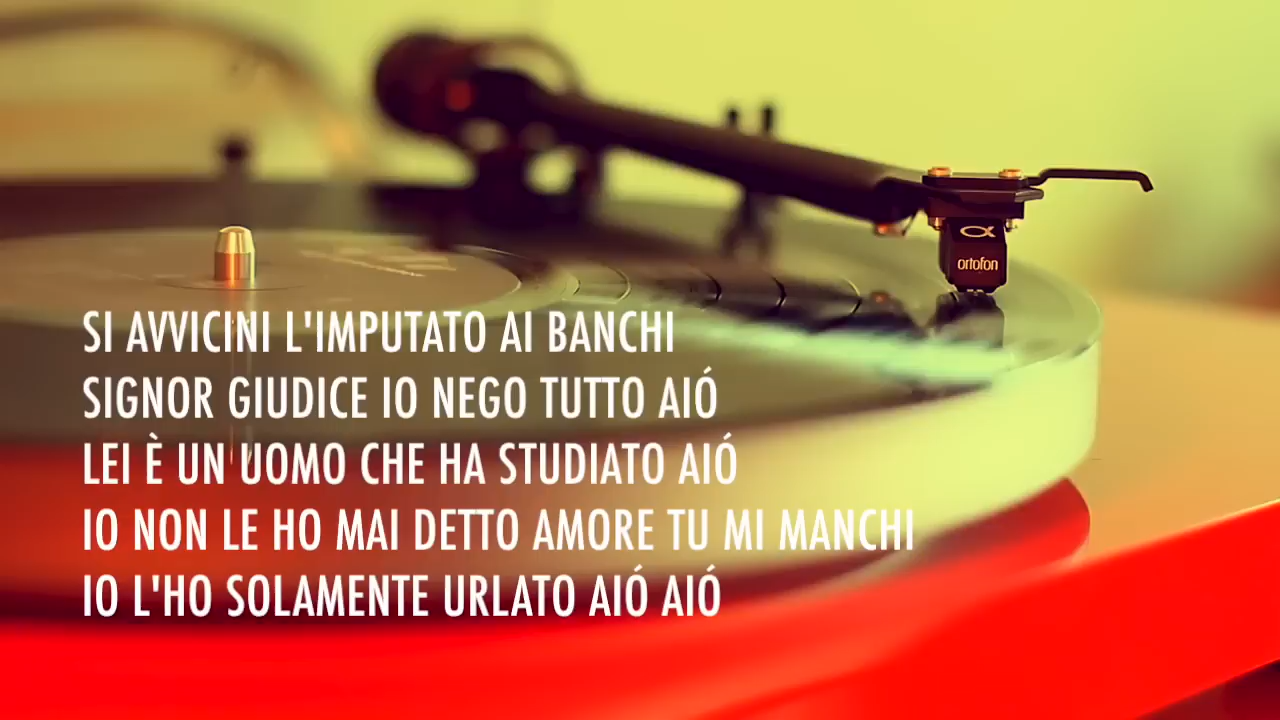 ortofon
SI AVVICINI L'IMPUTATO AI BANCHI
SIGNOR GIUDICE IO NEGO TUTTO AIÓ
LEI È UN UOMO CHE HA STUDIATO AIÓ
IO NON LE HO MAI DETTO AMORE TU MI MANCHI
IO L'HO SOLAMENTE URLATO AIÓ AIÓ